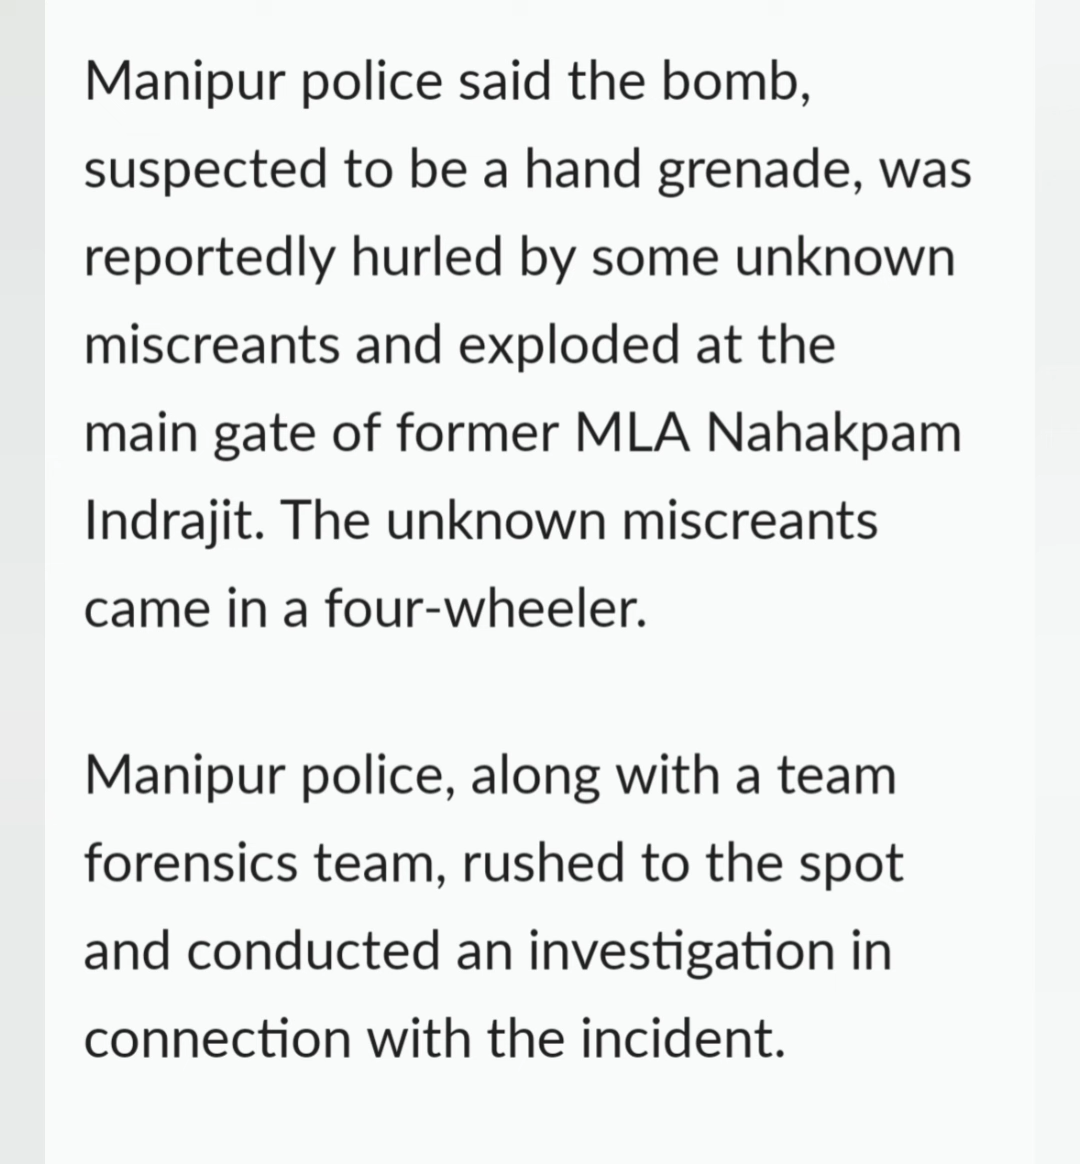 Manipur police said the bomb,
suspected to be a hand grenade, was
reportedly hurled by some unknown
miscreants and exploded at the
main gate of former MLA Nahakpam
Indrajit. The unknown miscreants
came in a four-wheeler.
Manipur police, along with a team
forensics team, rushed to the spot
and conducted an investigation in
connection with the incident.